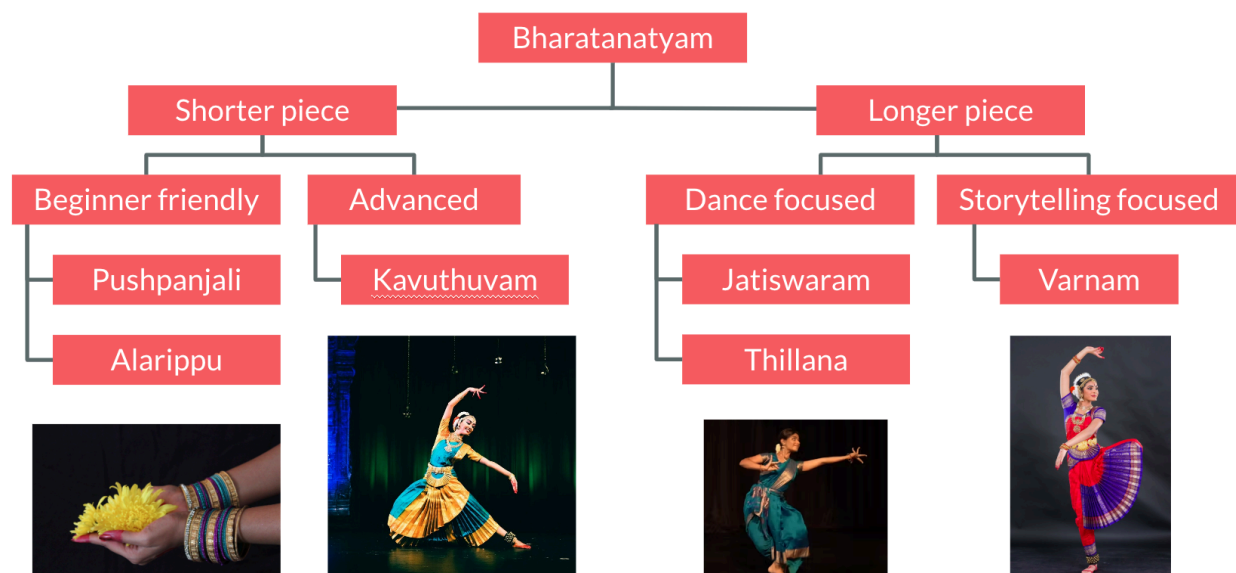 Bharatanatyam
Shorter piece
Longer piece
Beginner friendly
Advanced
Dance focused
Storytelling focused
Pushpanjali
Kavuthuvam
Jatiswaram
Varnam
Alarippu
Thillana